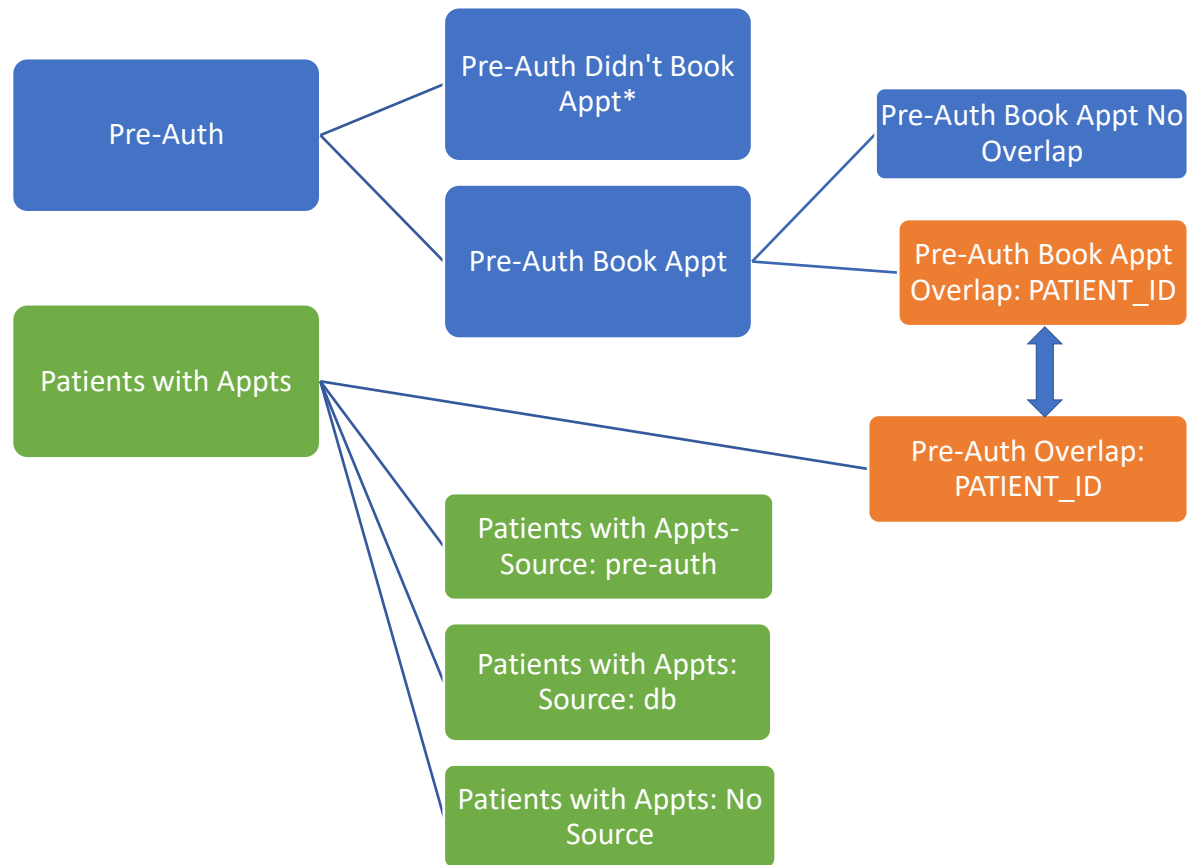 Pre-Auth
Pre-Auth Didn't Book
Appt*
Pre-Auth Book Appt
Pre-Auth Book Appt No
Overlap
Pre-Auth Book Appt
Overlap: PATIENT_ID
Patients with Appts
Pre-Auth Overlap:
PATIENT_ID
Patients with Appts-
Source: pre-auth
Patients with Appts:
Source: db
Patients with Appts: No
Source